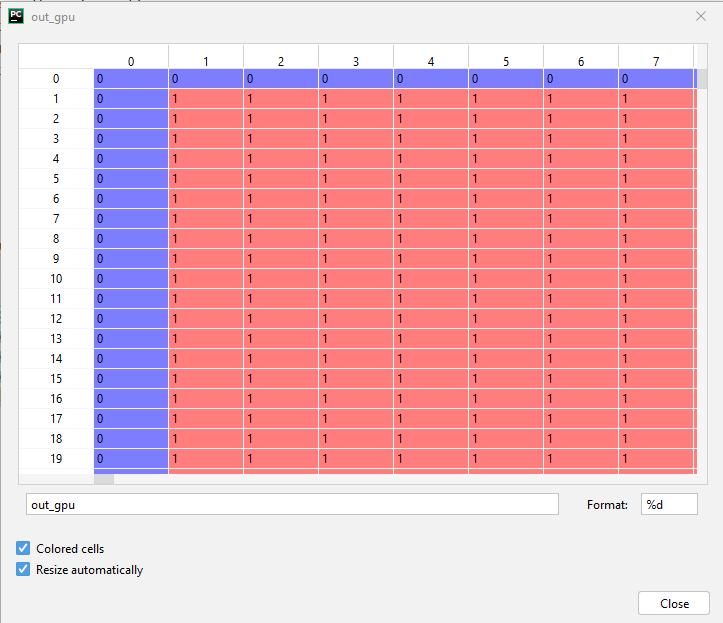 PC out_gpu
0 1 2 3 4 5 6 7
0 0 0 0 0 0 0 0 0
1 0 1 1 1 1 1 1 1
2 0 1 1 1 1 1 1 1
3 0 1 1 1 1 1 1 1
4 0 1 1 1 1 1 1 1
5 0 1 1 1 1 1 1 1
6 0 1 1 1 1 1 1 1
7 0 1 1 1 1 1 1 1
8 0 1 1 1 1 1 1 1
9 0 1 1 1 1 1 1 1
10 0 1 1 1 1 1 1 1
11 0 1 1 1 1 1 1 1
12 0 1 1 1 1 1 1 1
13 0 1 1 1 1 1 1 1
14 0 1 1 1 1 1 1 1
15 0 1 1 1 1 1 1 1
16 0 1 1 1 1 1 1 1
17 0 1 1 1 1 1 1 1
18 0 1 1 1 1 1 1 1
19 0 1 1 1 1 1 1 1
out_gpu Format: %d
Colored cells
Resize automatically
Close